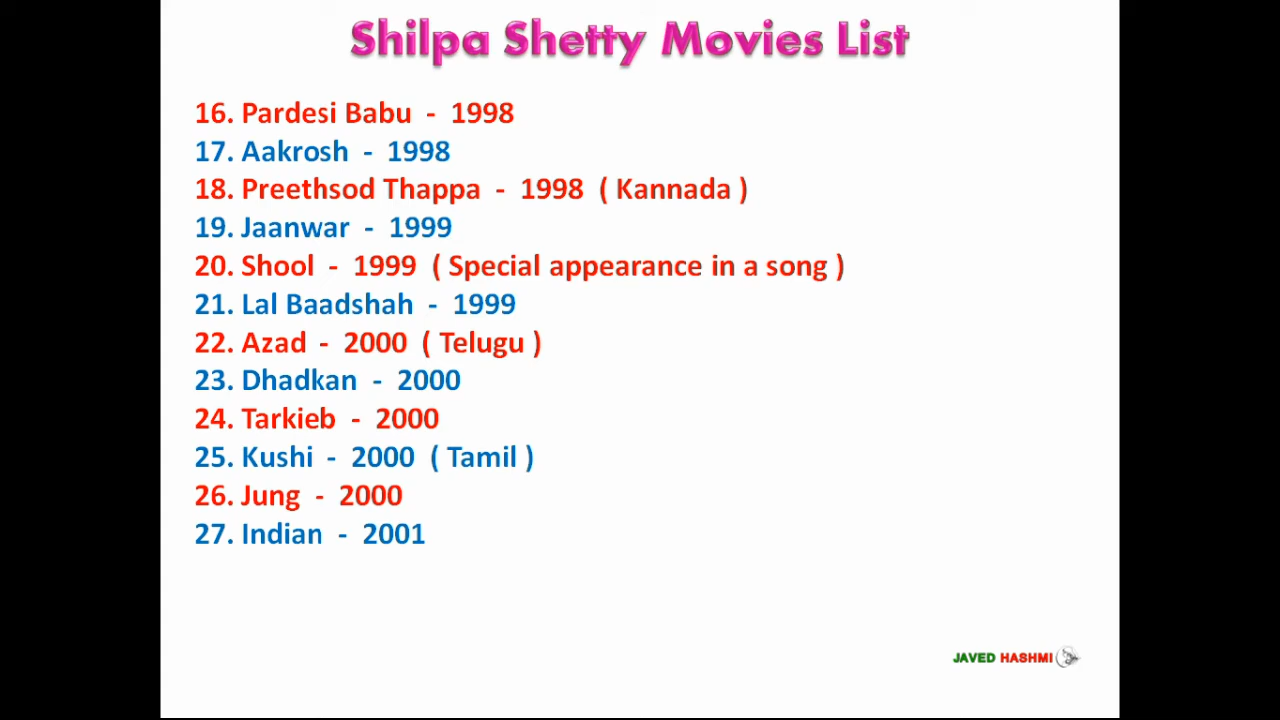 Shilpa Shetty Movies List
16. Pardesi Babu - 1998
17. Aakrosh - 1998
18. Preethsod Thappa - 1998 ( Kannada )
19. Jaanwar - 1999
20. Shool - 1999 ( Special appearance in a song )
21. Lal Baadshah - 1999
22. Azad - 2000 ( Telugu )
23. Dhadkan - 2000
24. Tarkieb - 2000
25. Kushi - 2000 ( Tamil )
26. Jung - 2000
27. Indian - 2001
JAVED HASHMI